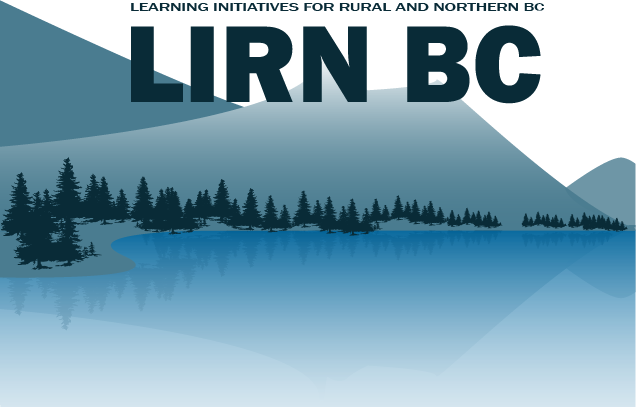 LEARNING INITIATIVES FOR RURAL AND NORTHERN BC
LIRN BC